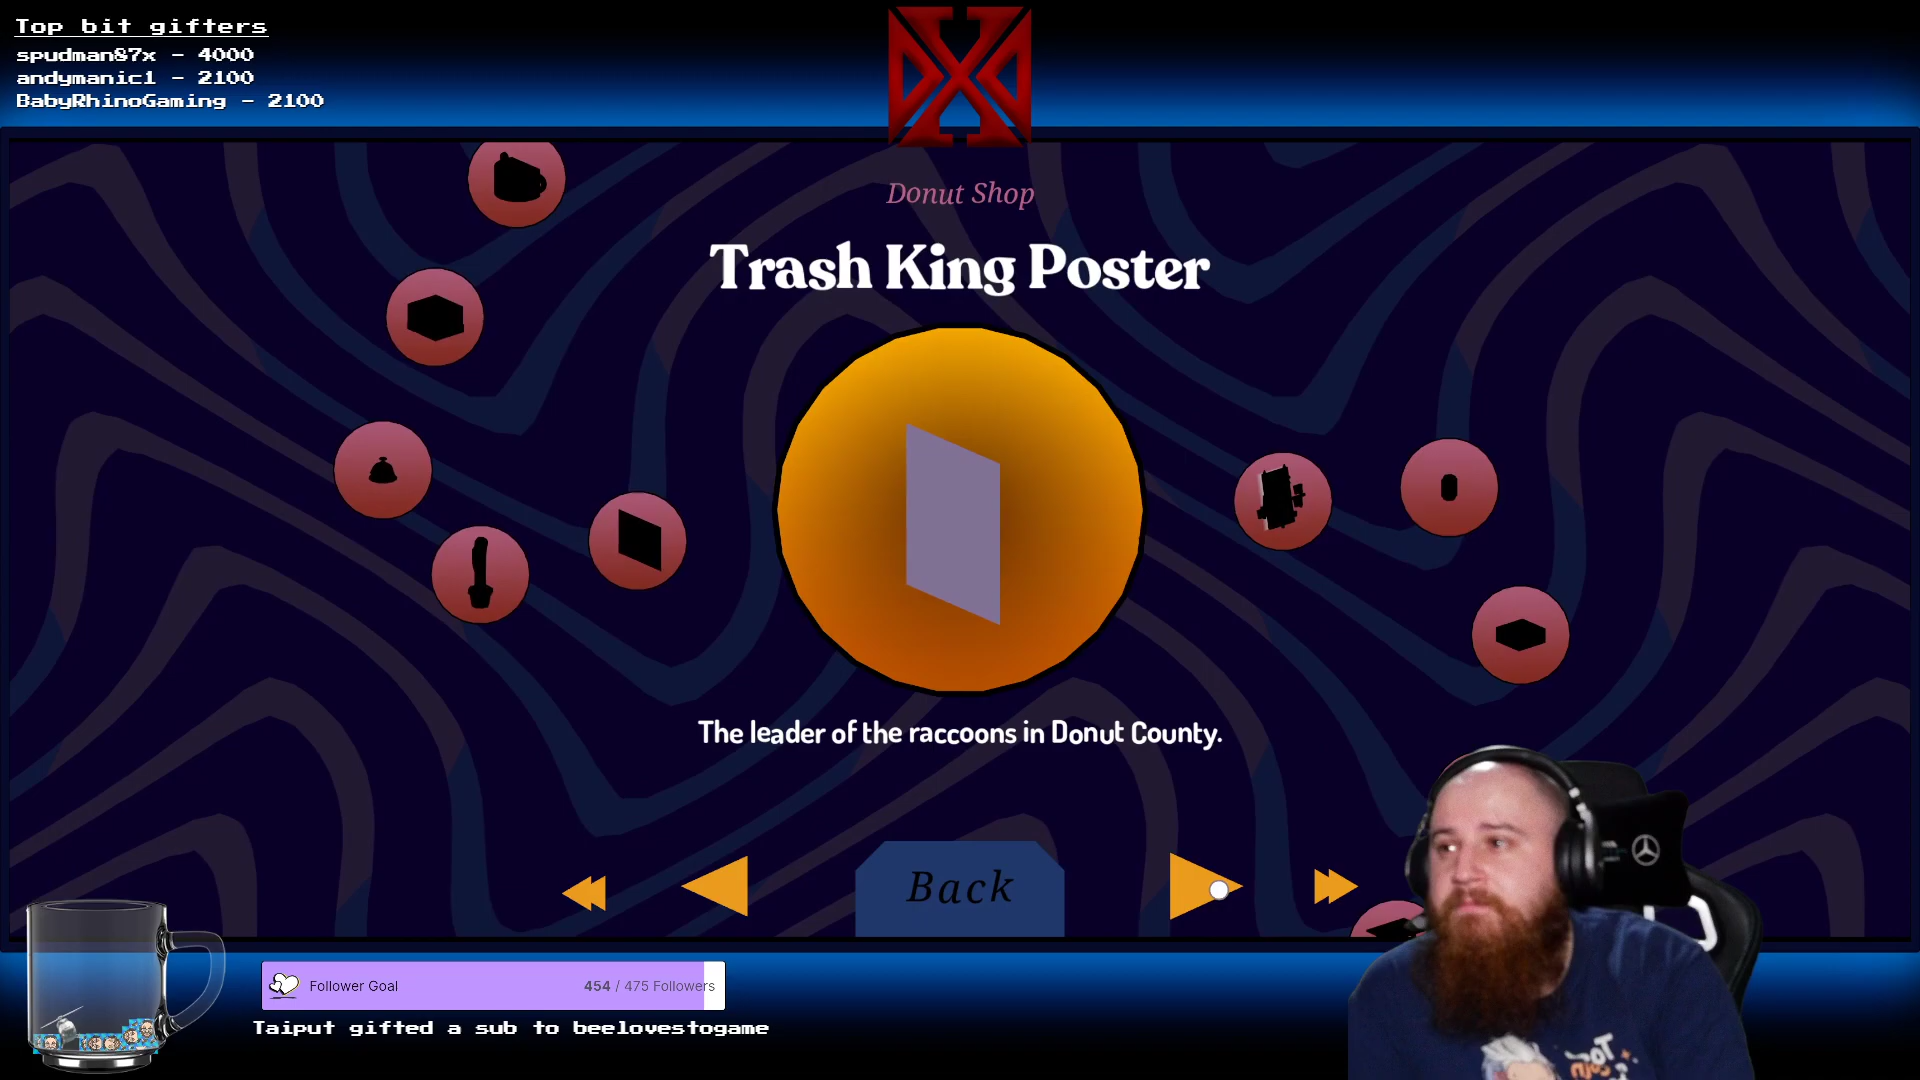 Top bit gifters
spudman87x - 4000
andymanic1 - 2100
BabyRhinoGaming - 2100
Donut Shop
Trash King Poster
The leader of the raccoons in Donut County.
Back
Follower Goal
454 / 475 Followers
Taiput gifted a sub to beelovestogame